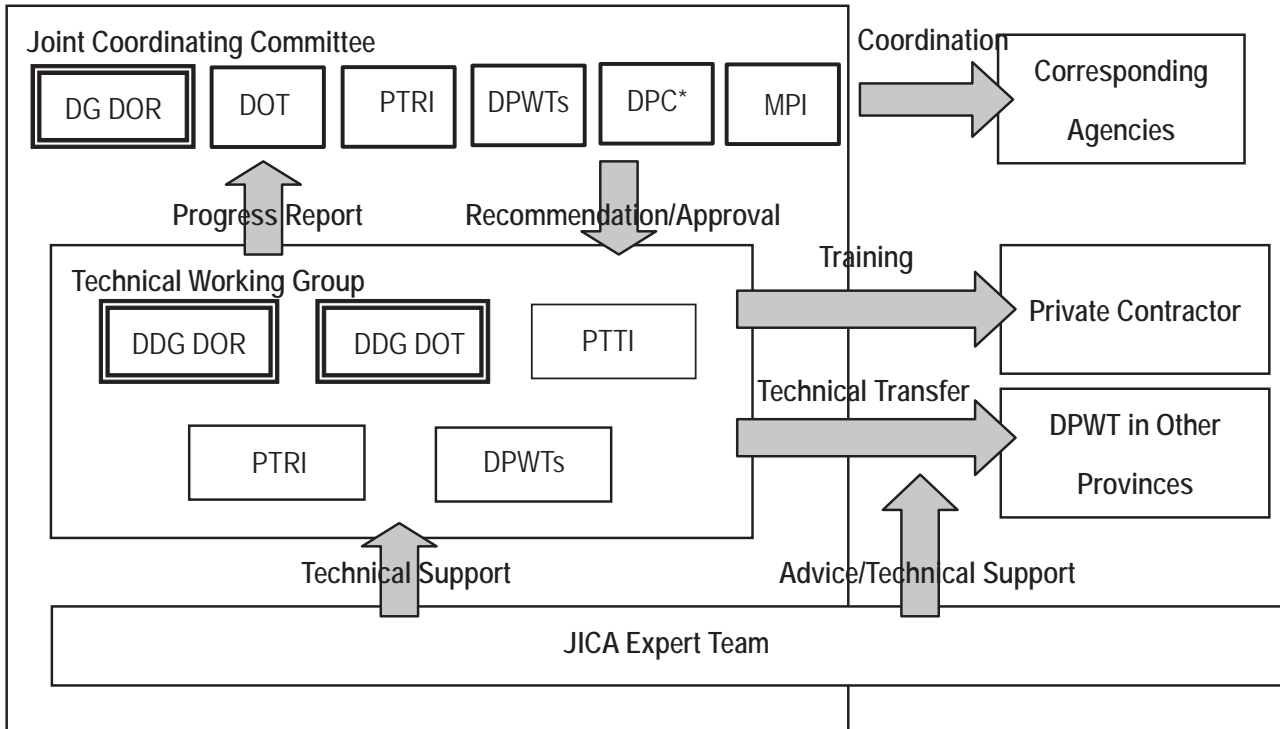 Joint Coordinating Committee
Coordination
DG DOR
DOT
PTRI
DPWTs
DPC*
MPI
Corresponding
Agencies
Progress Report
Recommendation/Approval
Technical Working Group
Training
DDG DOR
DDG DOT
PTTI
Private Contractor
Technical Transfer
PTRI
DPWTs
DPWT in Other
Provinces
Technical Support
Advice/Technical Support
JICA Expert Team